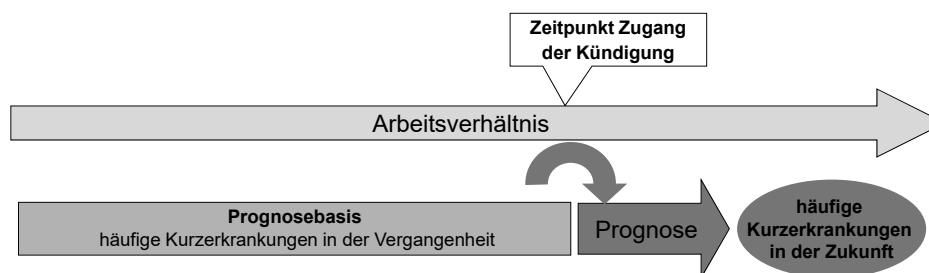 Zeitpunkt Zugang
der Kündigung
Arbeitsverhältnis
Prognosebasis
häufige Kurzerkrankungen in der Vergangenheit
Prognose
häufige
Kurzerkrankungen
in der Zukunft